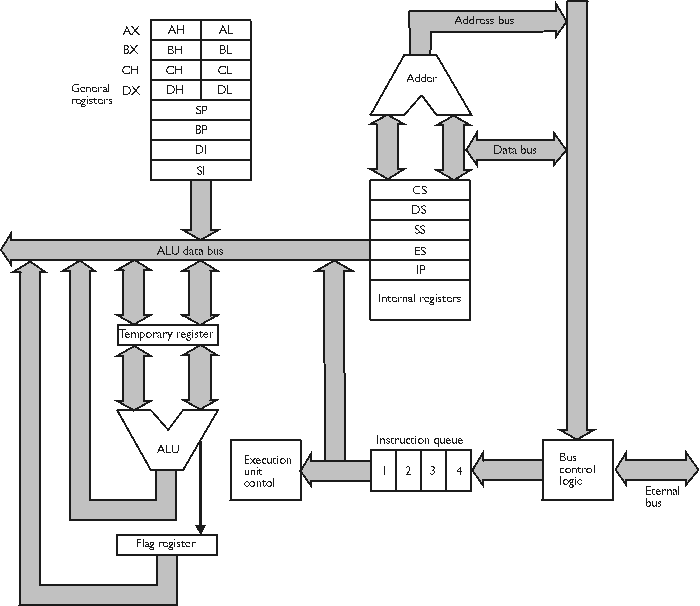 Address bus
AX AH AL
BX BH BL
CH CH CL
DX DH DL
General
registers
SP
BP
DI
SI
Adder
Data bus
CS
DS
SS
ES
IP
Internal registers
ALU data bus
Temporary register
ALU
Flag register
Execution
unit
contol
Instruction queue
1 2 3 4
Bus
control
logic
Eternal
bus